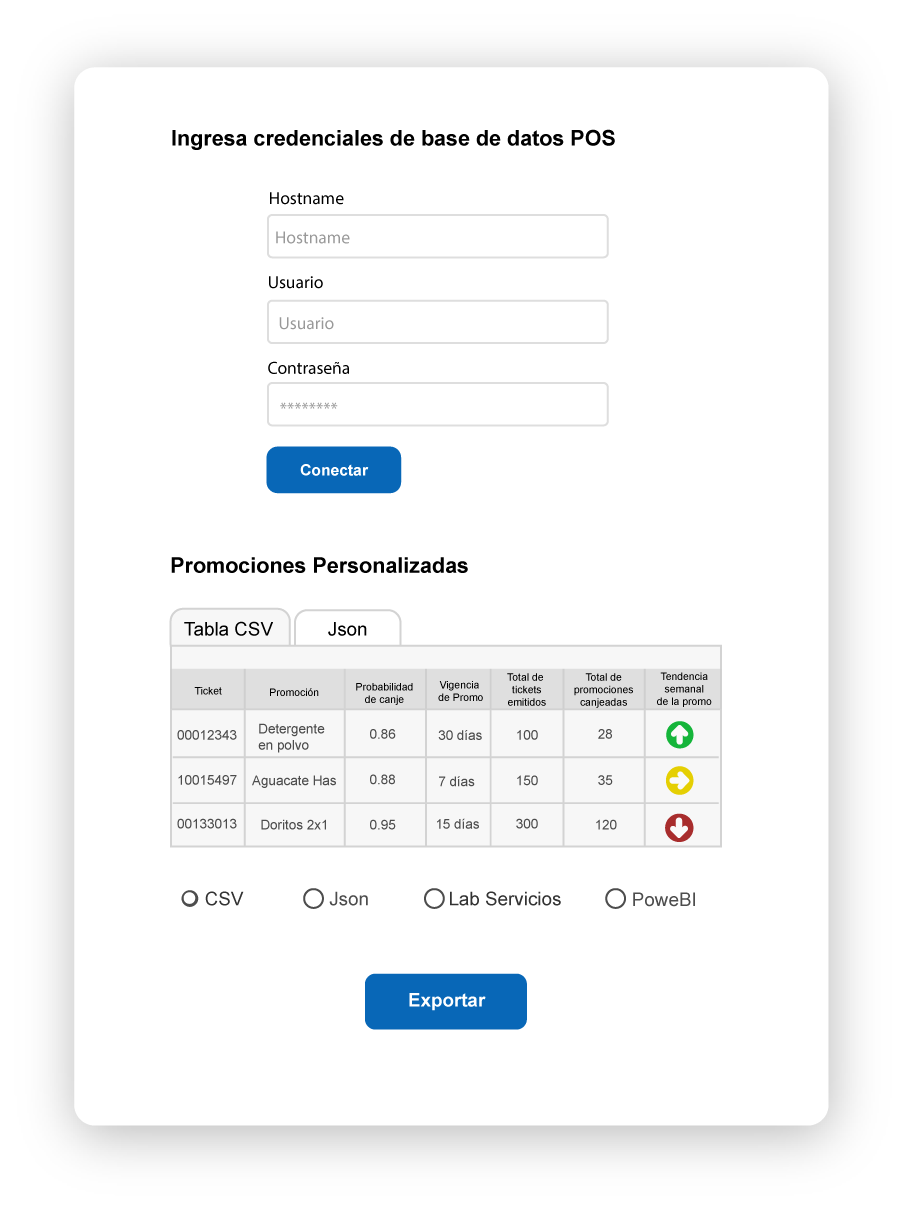 Ingresa credenciales de base de datos POS
Hostname
Hostname
Usuario
Usuario
Contraseña
********
Conectar
Promociones Personalizadas
Tabla CSV Json
Ticket Promoción Probabilidad de canje Vigencia de Promo Total de tickets emitidos Total de promociones canjeadas Tendencia semanal de la promo
00012343 Detergente en polvo 0.86 30 días 100 28
10015497 Aguacate Has 0.88 7 días 150 35
00133013 Doritos 2x1 0.95 15 días 300 120
CSV Json Lab Servicios PoweBI
Exportar